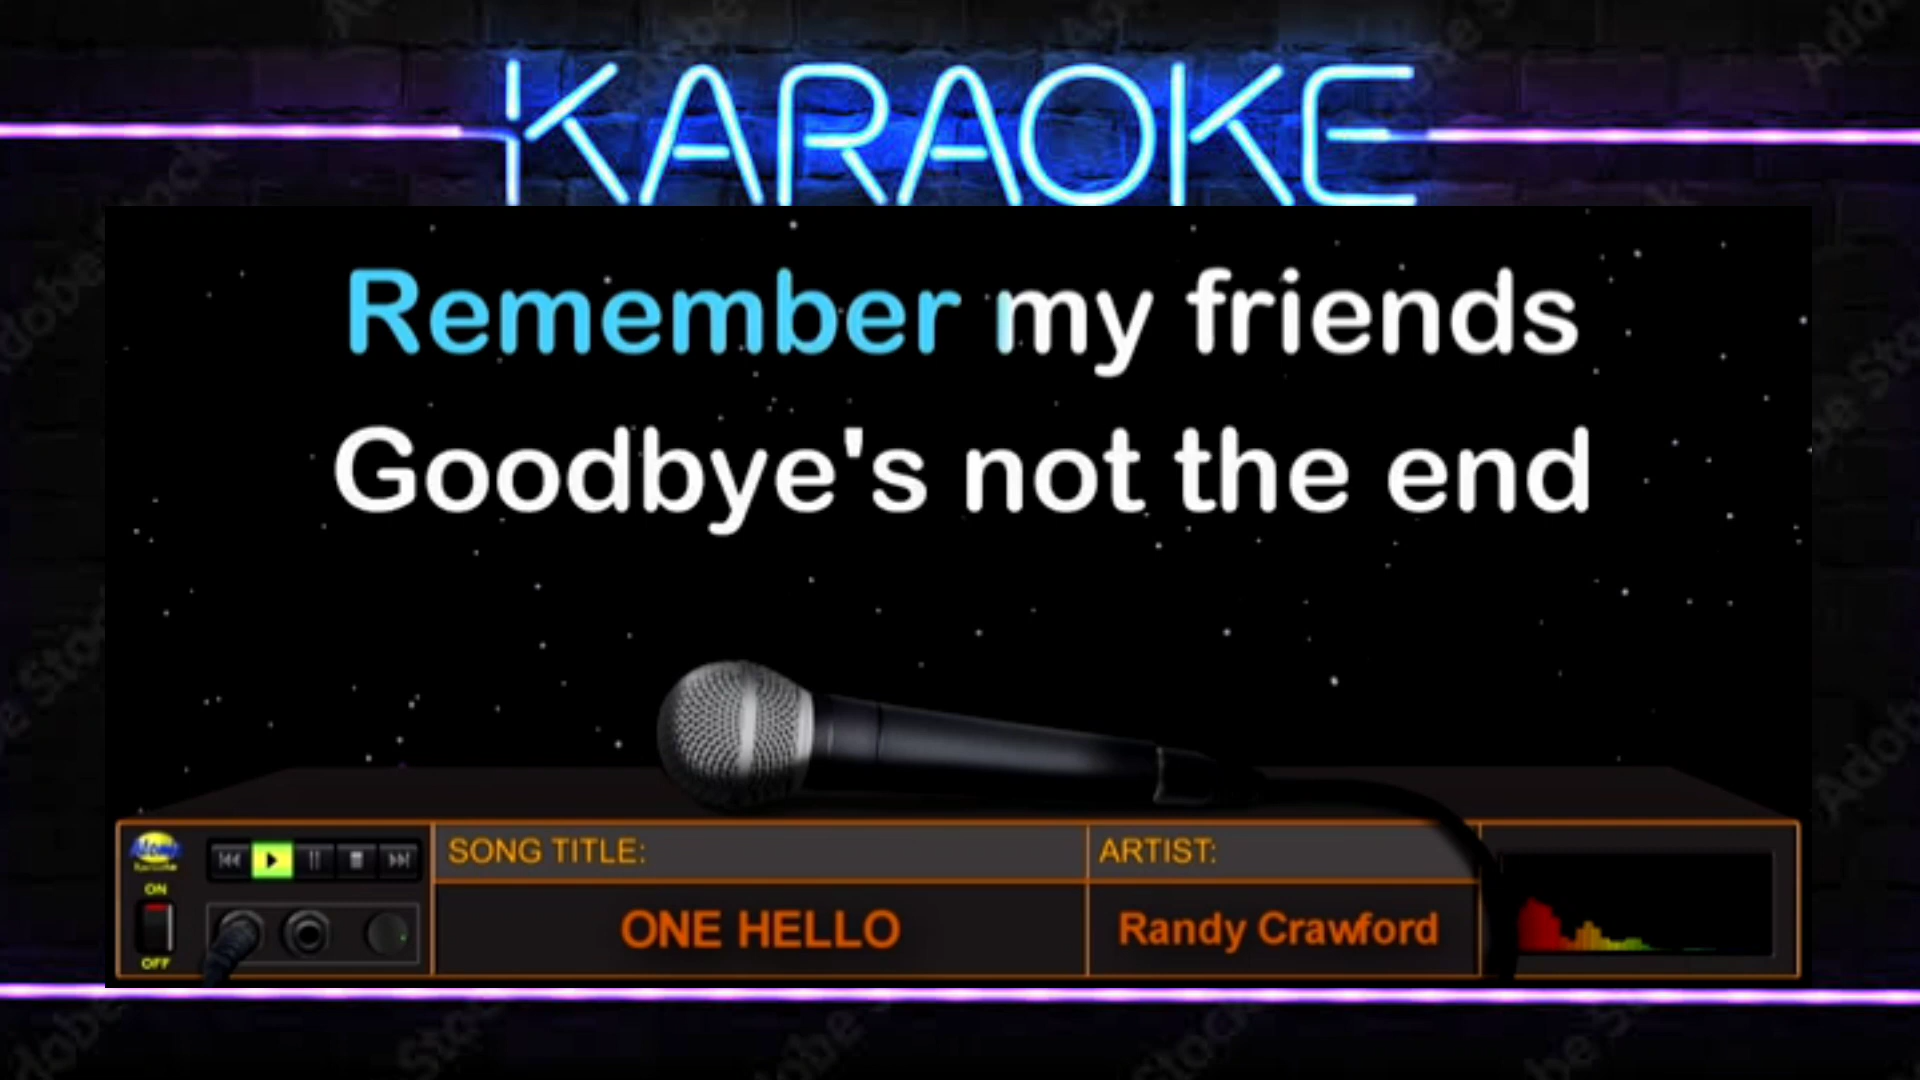 KARAOKE
Remember my friends
Goodbye's not the end
SONG TITLE:
ARTIST:
ON
ONE HELLO
Randy Crawford
OFF